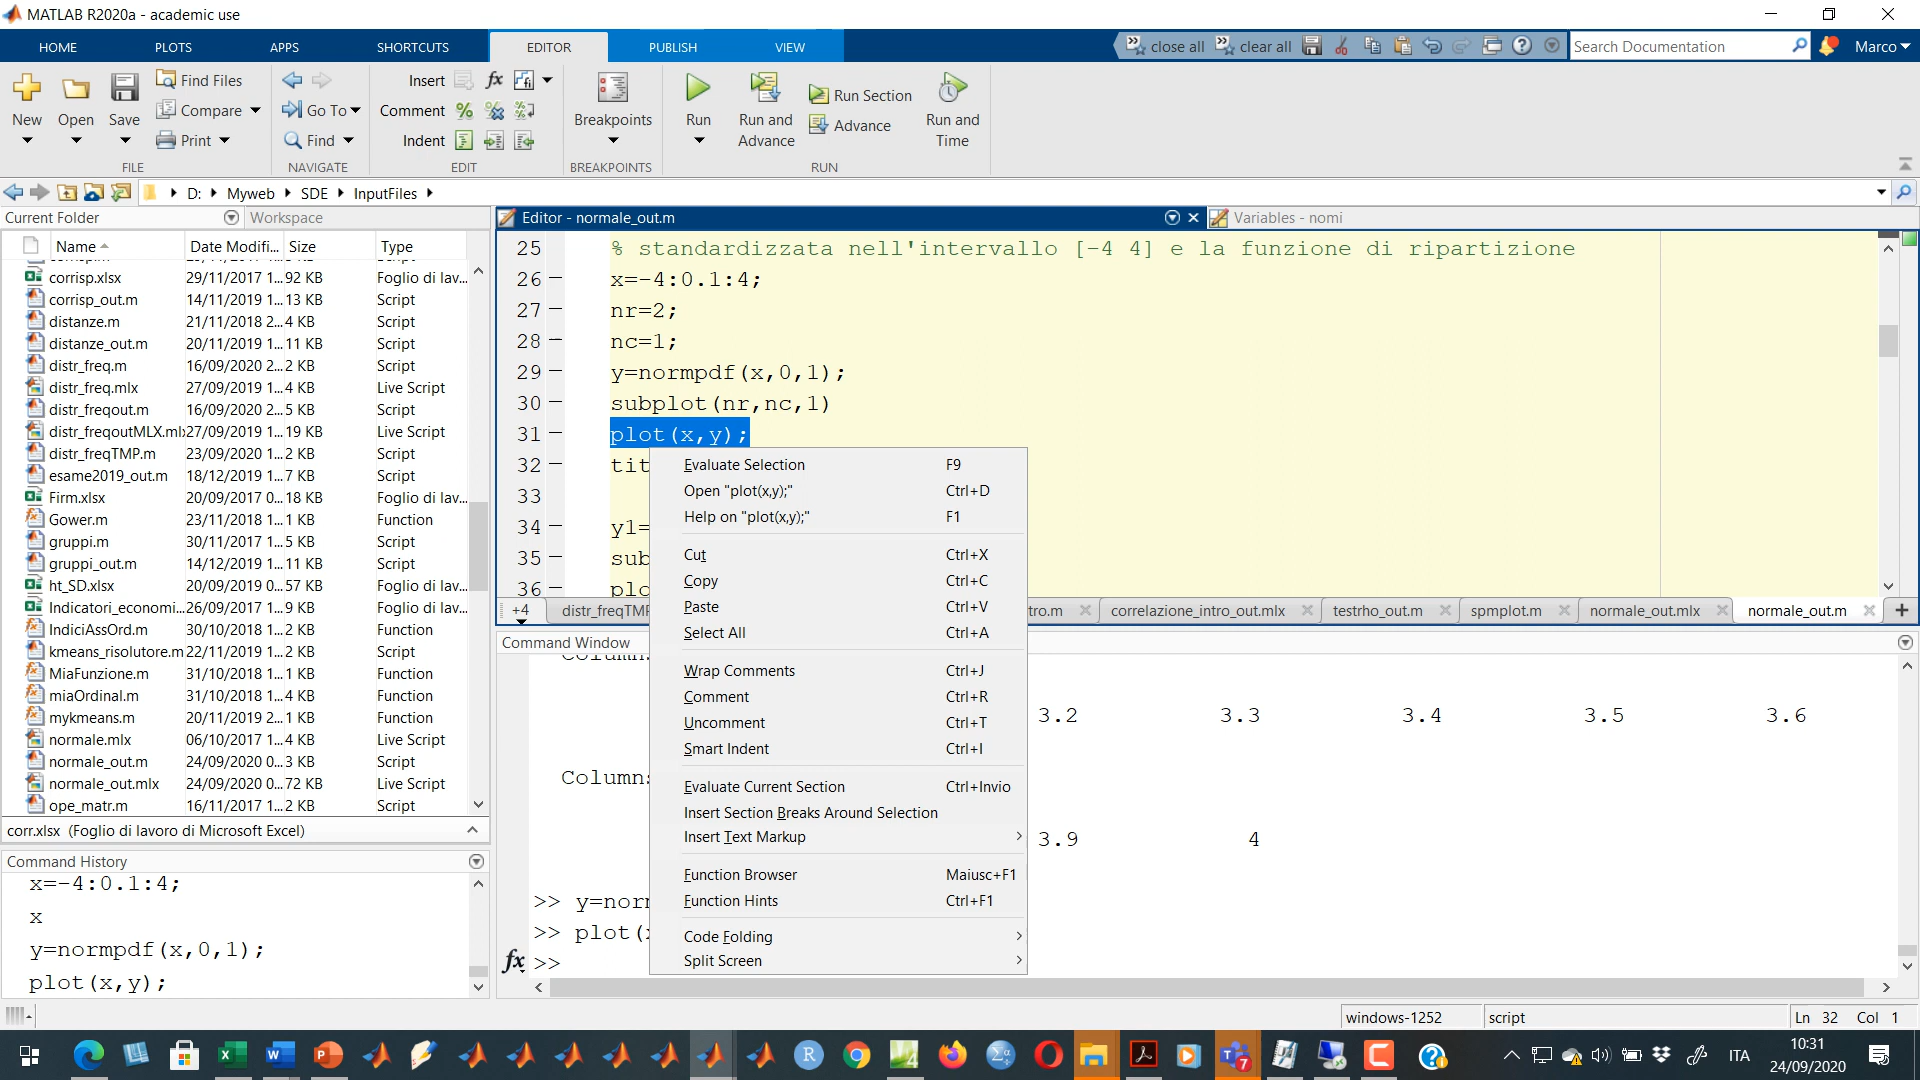 MATLAB R2020a - academic use
HOME PLOTS APPS SHORTCUTS EDITOR PUBLISH VIEW close all clear all Search Documentation Marco
New Open Save Find Files Compare Print
Go To Find
Insert Comment Indent
Breakpoints
Run Run and Advance Run Section Advance Run and Time
FILE NAVIGATE EDIT BREAKPOINTS RUN
D: Myweb SDE InputFiles
Current Folder Workspace
Name Date Modifi... Size Type
corrisp.xlsx 29/11/2017 1... 92 KB Foglio di lav...
corrisp_out.m 14/11/2019 1... 13 KB Script
distanze.m 21/11/2018 2... 4 KB Script
distanze_out.m 20/11/2019 1... 11 KB Script
distr_freq.m 16/09/2020 2... 2 KB Script
distr_freq.mlx 27/09/2019 1... 4 KB Live Script
distr_freqout.m 16/09/2020 2... 5 KB Script
distr_freqoutMLX.ml 27/09/2019 1... 19 KB Live Script
distr_freqTMP.m 23/09/2020 1... 2 KB Script
esame2019_out.m 18/12/2019 1... 7 KB Script
Firm.xlsx 20/09/2017 0... 18 KB Foglio di lav...
Gower.m 23/11/2018 1... 1 KB Function
gruppi.m 30/11/2017 1... 5 KB Script
gruppi_out.m 14/12/2019 1... 11 KB Script
ht_SD.xlsx 20/09/2019 0... 57 KB Foglio di lav...
Indicatori_economi... 26/09/2017 1... 9 KB Foglio di lav...
IndiciAssOrd.m 30/10/2018 1... 2 KB Function
kmeans_risolutore.m 22/11/2019 1... 2 KB Script
MiaFunzione.m 31/10/2018 1... 1 KB Function
miaOrdinal.m 31/10/2018 1... 4 KB Function
mykmeans.m 20/11/2019 2... 1 KB Function
normale.mlx 06/10/2017 1... 4 KB Live Script
normale_out.m 24/09/2020 0... 3 KB Script
normale_out.mlx 24/09/2020 0... 72 KB Live Script
ope_matr.m 16/11/2017 1... 2 KB Script
corr.xlsx (Foglio di lavoro di Microsoft Excel)
Command History
x=-4:0.1:4;
x
y=normpdf(x,0,1);
plot(x,y);
Editor - normale_out.m Variables - nomi
25 % standardizzata nell'intervallo [-4 4] e la funzione di ripartizione
26 x=-4:0.1:4;
27 nr=2;
28 nc=1;
29 y=normpdf(x,0,1);
30 subplot(nr,nc,1)
31 plot(x,y);
32 tit
33
34 y1=
35 sub
36 plo
Evaluate Selection F9
Open "plot(x,y);" Ctrl+D
Help on "plot(x,y);" F1
Cut Ctrl+X
Copy Ctrl+C
Paste Ctrl+V
Select All Ctrl+A
Wrap Comments Ctrl+J
Comment Ctrl+R
Uncomment Ctrl+T
Smart Indent Ctrl+I
Evaluate Current Section Ctrl+Invio
Insert Section Breaks Around Selection
Insert Text Markup
Function Browser Maiusc+F1
Function Hints Ctrl+F1
Code Folding
Split Screen
+4 distr_freqTMP tro.m correlazione_intro_out.mlx testrho_out.m spmplot.m normale_out.mlx normale_out.m
Command Window
Column
3.2 3.3 3.4 3.5 3.6
Columns
3.9 4
>> y=nor
>> plot(
fx >>
windows-1252 script Ln 32 Col 1
ITA 10:31
24/09/2020